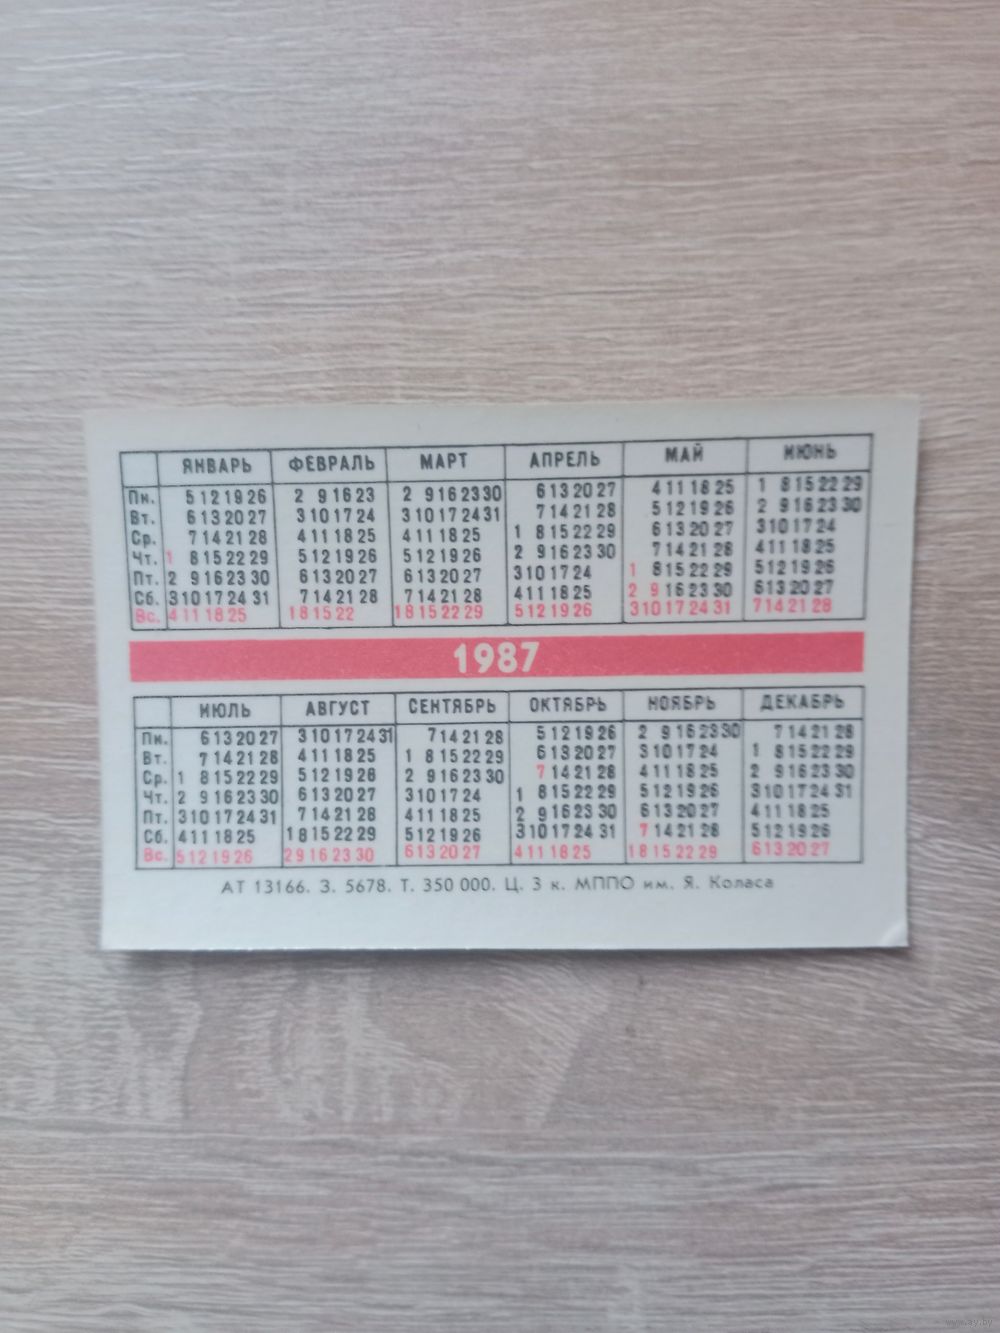 ЯНВАРЬ ФЕВРАЛЬ МАРТ АПРЕЛЬ МАЙ ИЮНЬ
Пн. 5 12 19 26 2 9 16 23 2 9 16 23 30 6 13 20 27 4 11 18 25 1 8 15 22 29
Вт. 6 13 20 27 3 10 17 24 3 10 17 24 31 7 14 21 28 5 12 19 26 2 9 16 23 30
Ср. 7 14 21 28 4 11 18 25 4 11 18 25 1 8 15 22 29 6 13 20 27 3 10 17 24
Чт. 1 8 15 22 29 5 12 19 26 5 12 19 26 2 9 16 23 30 7 14 21 28 4 11 18 25
Пт. 2 9 16 23 30 6 13 20 27 6 13 20 27 3 10 17 24 1 8 15 22 29 5 12 19 26
Сб. 3 10 17 24 31 7 14 21 28 7 14 21 28 4 11 18 25 2 9 16 23 30 6 13 20 27
Вс. 4 11 18 25 1 8 15 22 1 8 15 22 29 5 12 19 26 3 10 17 24 31 7 14 21 28
1987
ИЮЛЬ АВГУСТ СЕНТЯБРЬ ОКТЯБРЬ НОЯБРЬ ДЕКАБРЬ
Пн. 6 13 20 27 3 10 17 24 31 7 14 21 28 5 12 19 26 2 9 16 23 30 7 14 21 28
Вт. 7 14 21 28 4 11 18 25 1 8 15 22 29 6 13 20 27 3 10 17 24 1 8 15 22 29
Ср. 1 8 15 22 29 5 12 19 26 2 9 16 23 30 7 14 21 28 4 11 18 25 2 9 16 23 30
Чт. 2 9 16 23 30 6 13 20 27 3 10 17 24 1 8 15 22 29 5 12 19 26 3 10 17 24 31
Пт. 3 10 17 24 31 7 14 21 28 4 11 18 25 2 9 16 23 30 6 13 20 27 4 11 18 25
Сб. 4 11 18 25 1 8 15 22 29 5 12 19 26 3 10 17 24 31 7 14 21 28 5 12 19 26
Вс. 5 12 19 26 2 9 16 23 30 6 13 20 27 4 11 18 25 1 8 15 22 29 6 13 20 27
АТ 13166. З. 5678. Т. 350 000. Ц. 3 к. МППО им. Я. Коласа
www.ay.by